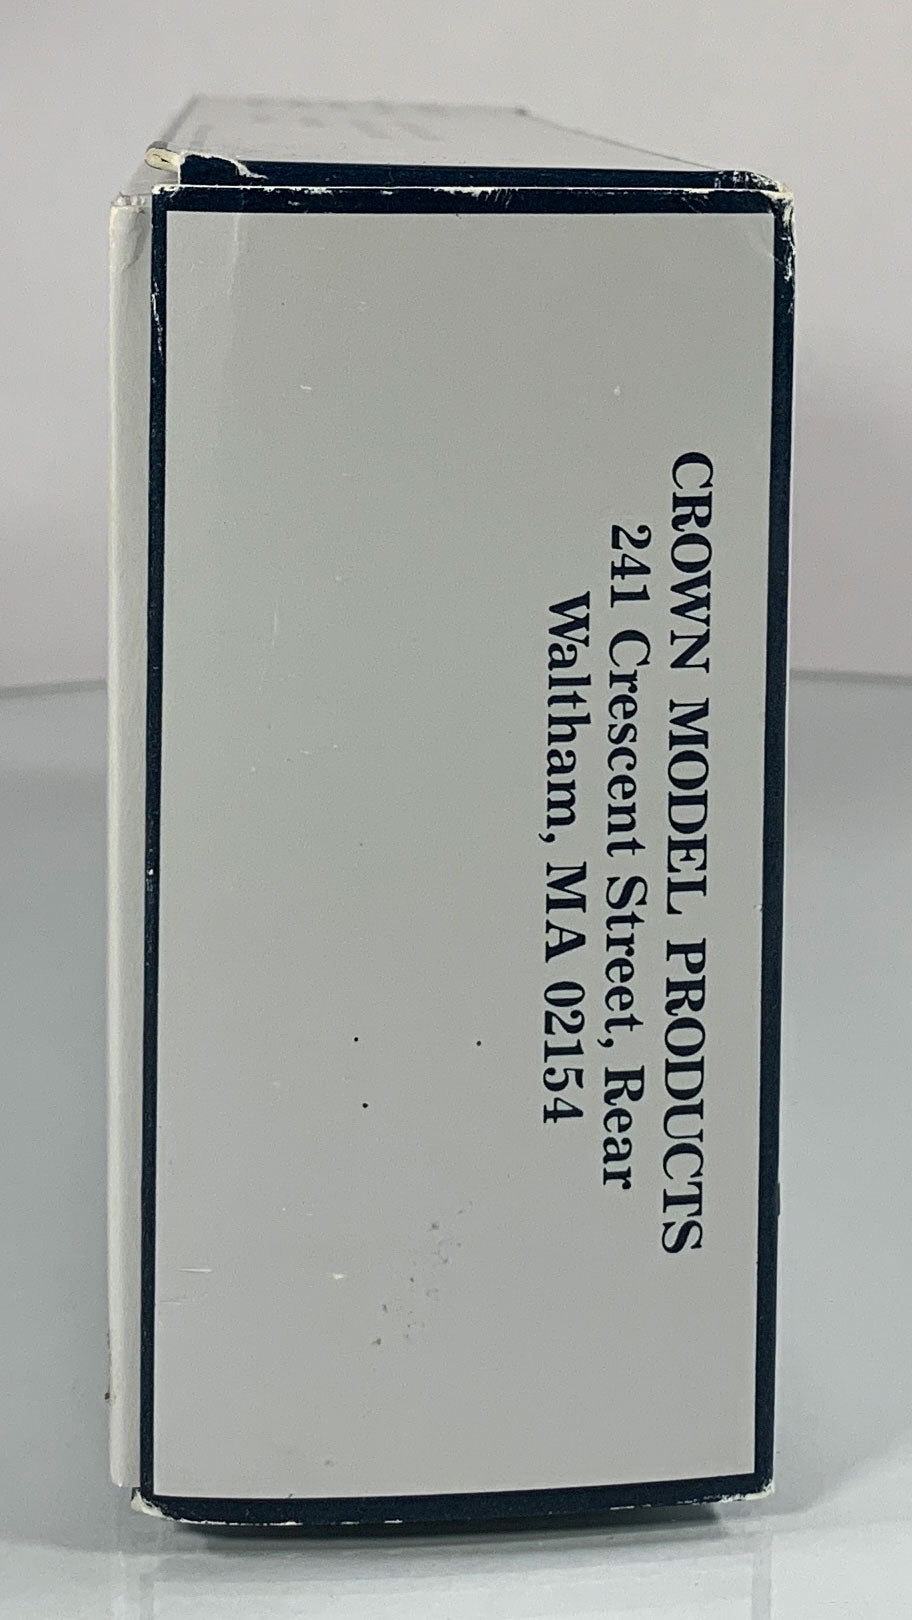 CROWN MODEL PRODUCTS
241 Crescent Street, Rear
Waltham, MA 02154